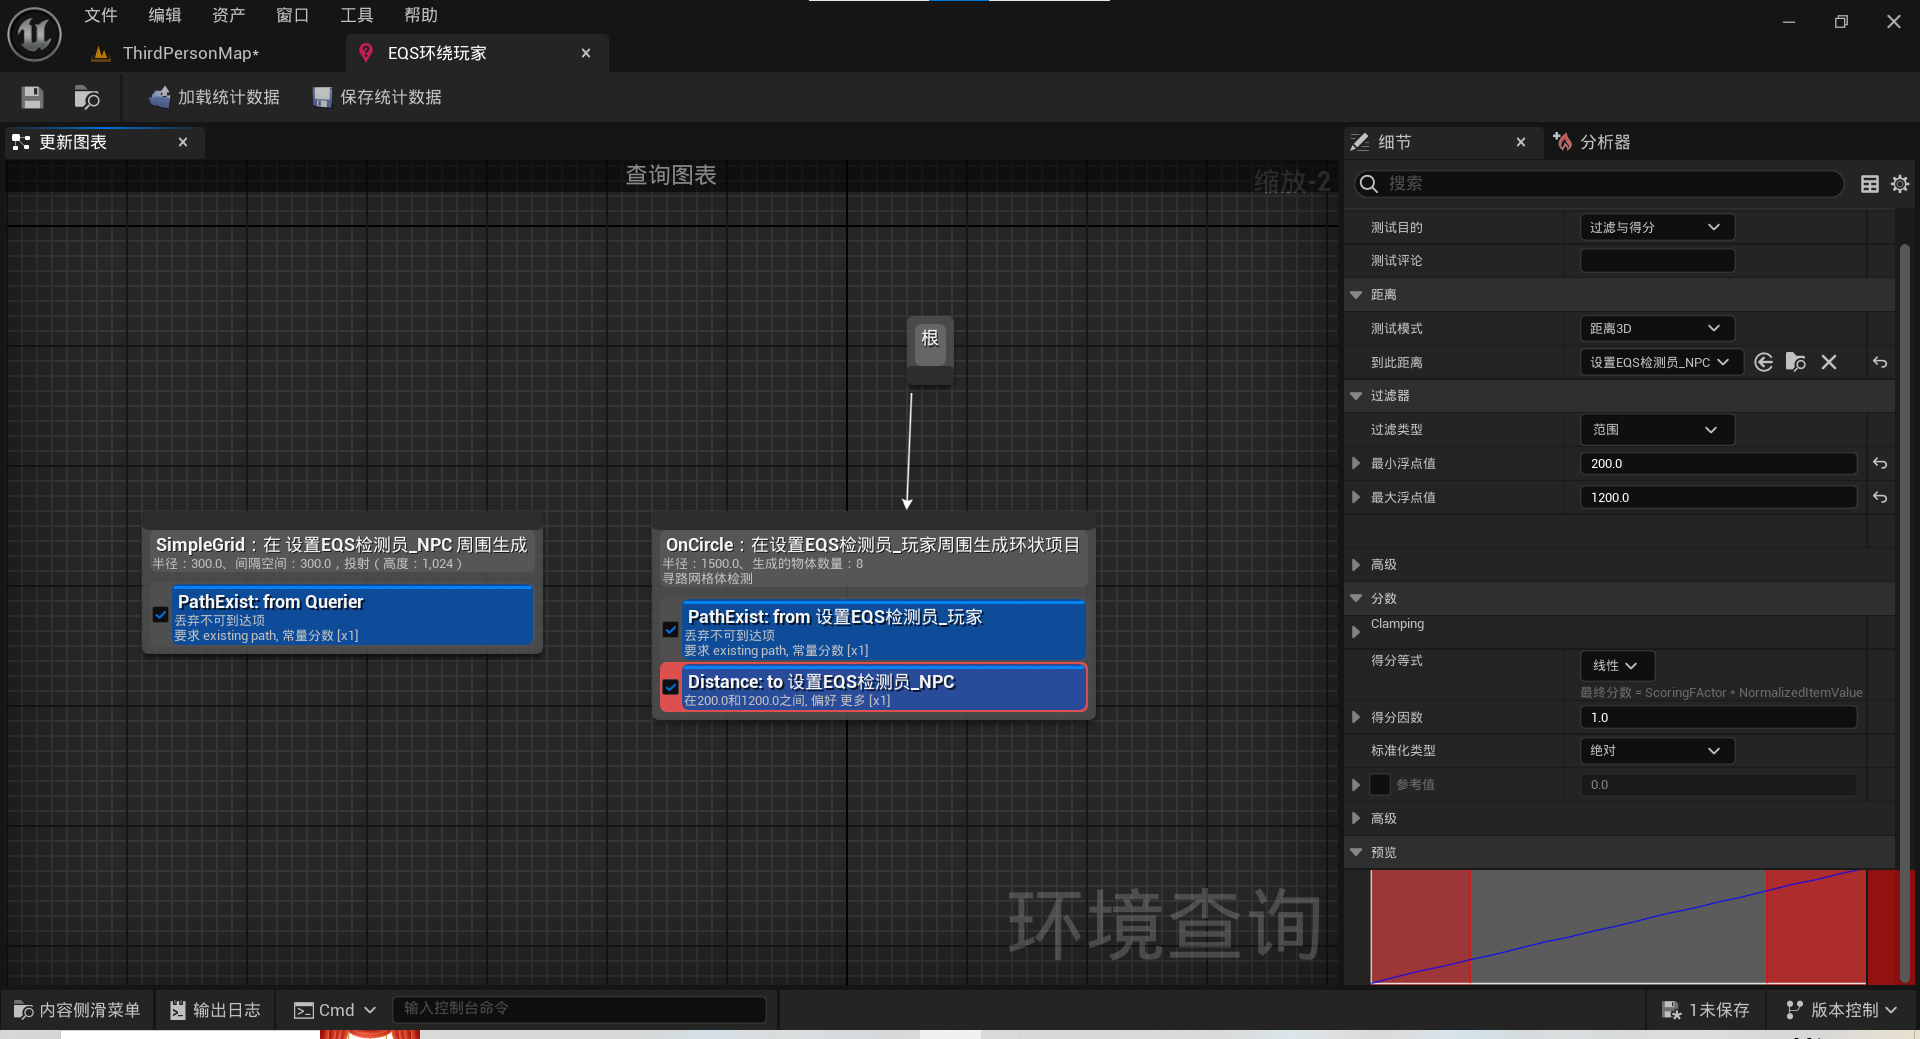 文件 编辑 资产 窗口 工具 帮助
ThirdPersonMap*
EQS环绕玩家
加载统计数据
保存统计数据
更新图表
查询图表
缩放-2
根
SimpleGrid：在 设置EQS检测员_NPC 周围生成
半径：300.0、间隔空间：300.0，投射（高度：1,024）
PathExist: from Querier
丢弃不可到达项
要求 existing path, 常量分数 [x1]
OnCircle：在设置EQS检测员_玩家周围生成环状项目
半径：1500.0、生成的物体数量：8
寻路网格体检测
PathExist: from 设置EQS检测员_玩家
丢弃不可到达项
要求 existing path, 常量分数 [x1]
Distance: to 设置EQS检测员_NPC
在200.0和1200.0之间, 偏好 更多 [x1]
环境查询
细节
分析器
搜索
测试目的 过滤与得分
测试评论
距离
测试模式 距离3D
到此距离 设置EQS检测员_NPC
过滤器
过滤类型 范围
最小浮点值 200.0
最大浮点值 1200.0
高级
分数
Clamping
得分等式 线性
最终分数 = ScoringFActor * NormalizedItemValue
得分因数 1.0
标准化类型 绝对
参考值 0.0
高级
预览
内容侧滑菜单
输出日志
Cmd
输入控制台命令
1未保存
版本控制